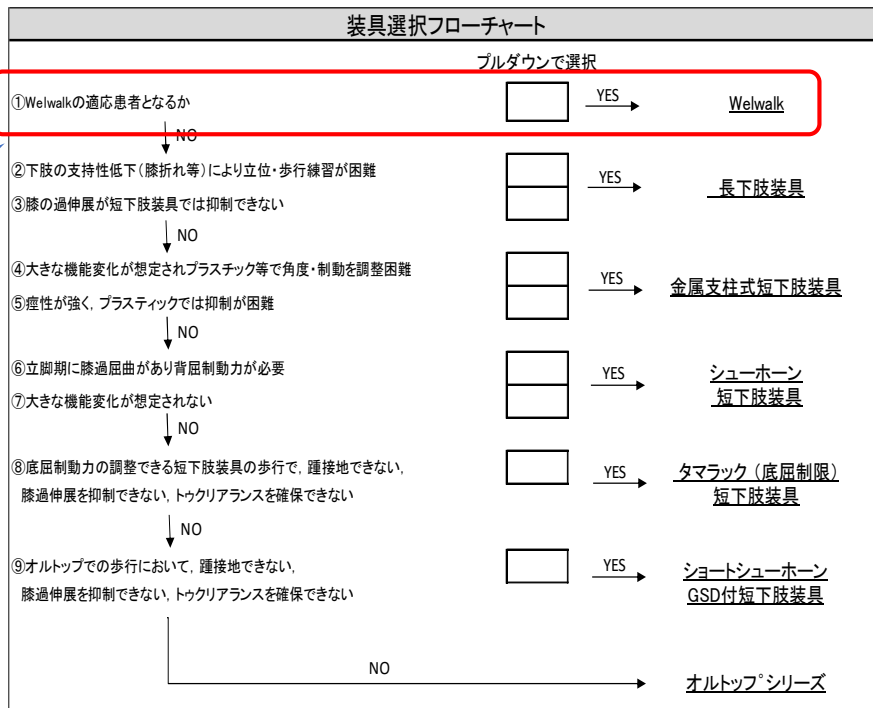 装具選択フローチャート
プルダウンで選択
①Welwalkの適応患者となるか
YES
Welwalk
NO
②下肢の支持性低下(膝折れ等)により立位・歩行練習が困難
③膝の過伸展が短下肢装具では抑制できない
YES
長下肢装具
NO
④大きな機能変化が想定されプラスチック等で角度・制動を調整困難
⑤痙性が強く, プラスティックでは抑制が困難
YES
金属支柱式短下肢装具
NO
⑥立脚期に膝過屈曲があり背屈制動力が必要
⑦大きな機能変化が想定されない
YES
シューホーン
短下肢装具
NO
⑧底屈制動力の調整できる短下肢装具の歩行で, 踵接地できない,
膝過伸展を抑制できない, トゥクリアランスを確保できない
YES
タマラック (底屈制限)
短下肢装具
NO
⑨オルトップでの歩行において, 踵接地できない,
膝過伸展を抑制できない, トゥクリアランスを確保できない
YES
ショートシューホーン
GSD付短下肢装具
NO
オルトップシリーズ